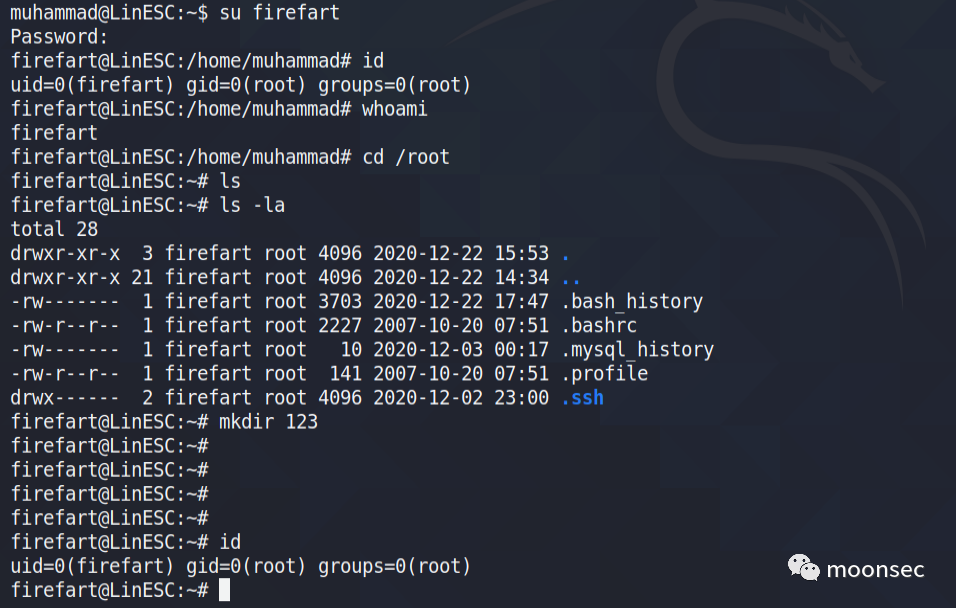 muhammad@LinESC:~$ su firefart
Password:
firefart@LinESC:/home/muhammad# id
uid=0(firefart) gid=0(root) groups=0(root)
firefart@LinESC:/home/muhammad# whoami
firefart
firefart@LinESC:/home/muhammad# cd /root
firefart@LinESC:~# ls
firefart@LinESC:~# ls -la
total 28
drwxr-xr-x  3 firefart root 4096 2020-12-22 15:53 .
drwxr-xr-x 21 firefart root 4096 2020-12-22 14:34 ..
-rw-------  1 firefart root 3703 2020-12-22 17:47 .bash_history
-rw-r--r--  1 firefart root 2227 2007-10-20 07:51 .bashrc
-rw-------  1 firefart root   10 2020-12-03 00:17 .mysql_history
-rw-r--r--  1 firefart root  141 2007-10-20 07:51 .profile
drwx------  2 firefart root 4096 2020-12-02 23:00 .ssh
firefart@LinESC:~# mkdir 123
firefart@LinESC:~#
firefart@LinESC:~#
firefart@LinESC:~#
firefart@LinESC:~#
firefart@LinESC:~# id
uid=0(firefart) gid=0(root) groups=0(root)
firefart@LinESC:~#
moonsec